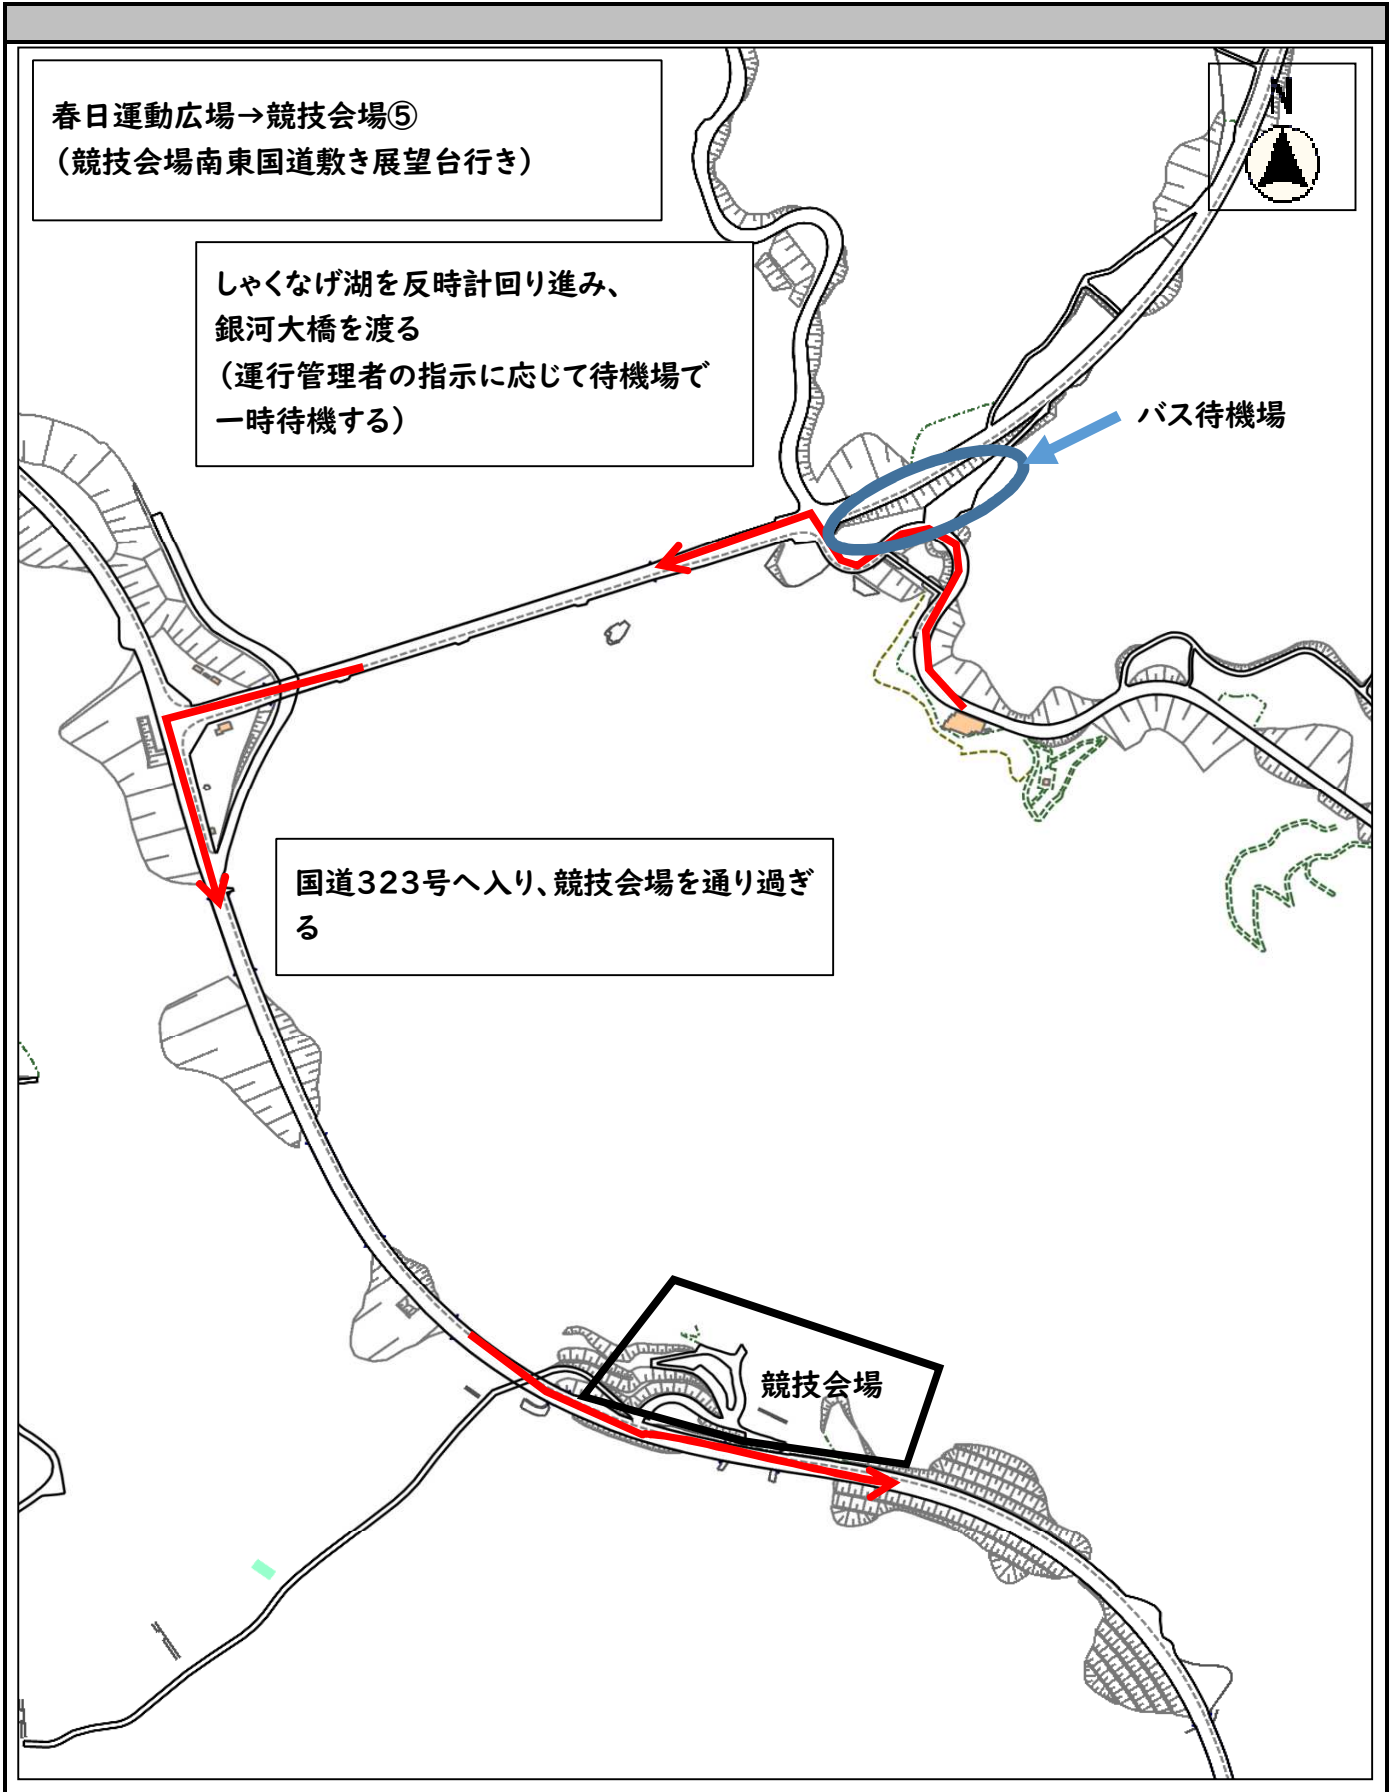 春日運動広場→競技会場⑤
（競技会場南東国道敷き展望台行き）
N
しゃくなげ湖を反時計回り進み、
銀河大橋を渡る
（運行管理者の指示に応じて待機場で
一時待機する）
バス待機場
国道323号へ入り、競技会場を通り過ぎ
る
競技会場